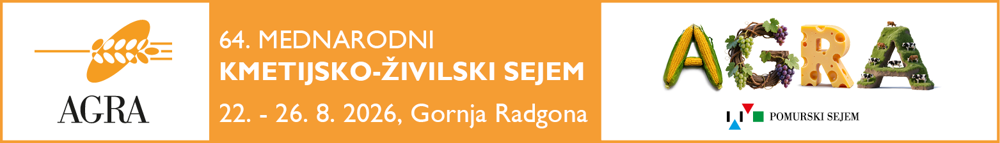 AGRA
64. MEDNARODNI
KMETIJSKO-ŽIVILSKI SEJEM
22. - 26. 8. 2026, Gornja Radgona
AGRA
POMURSKI SEJEM